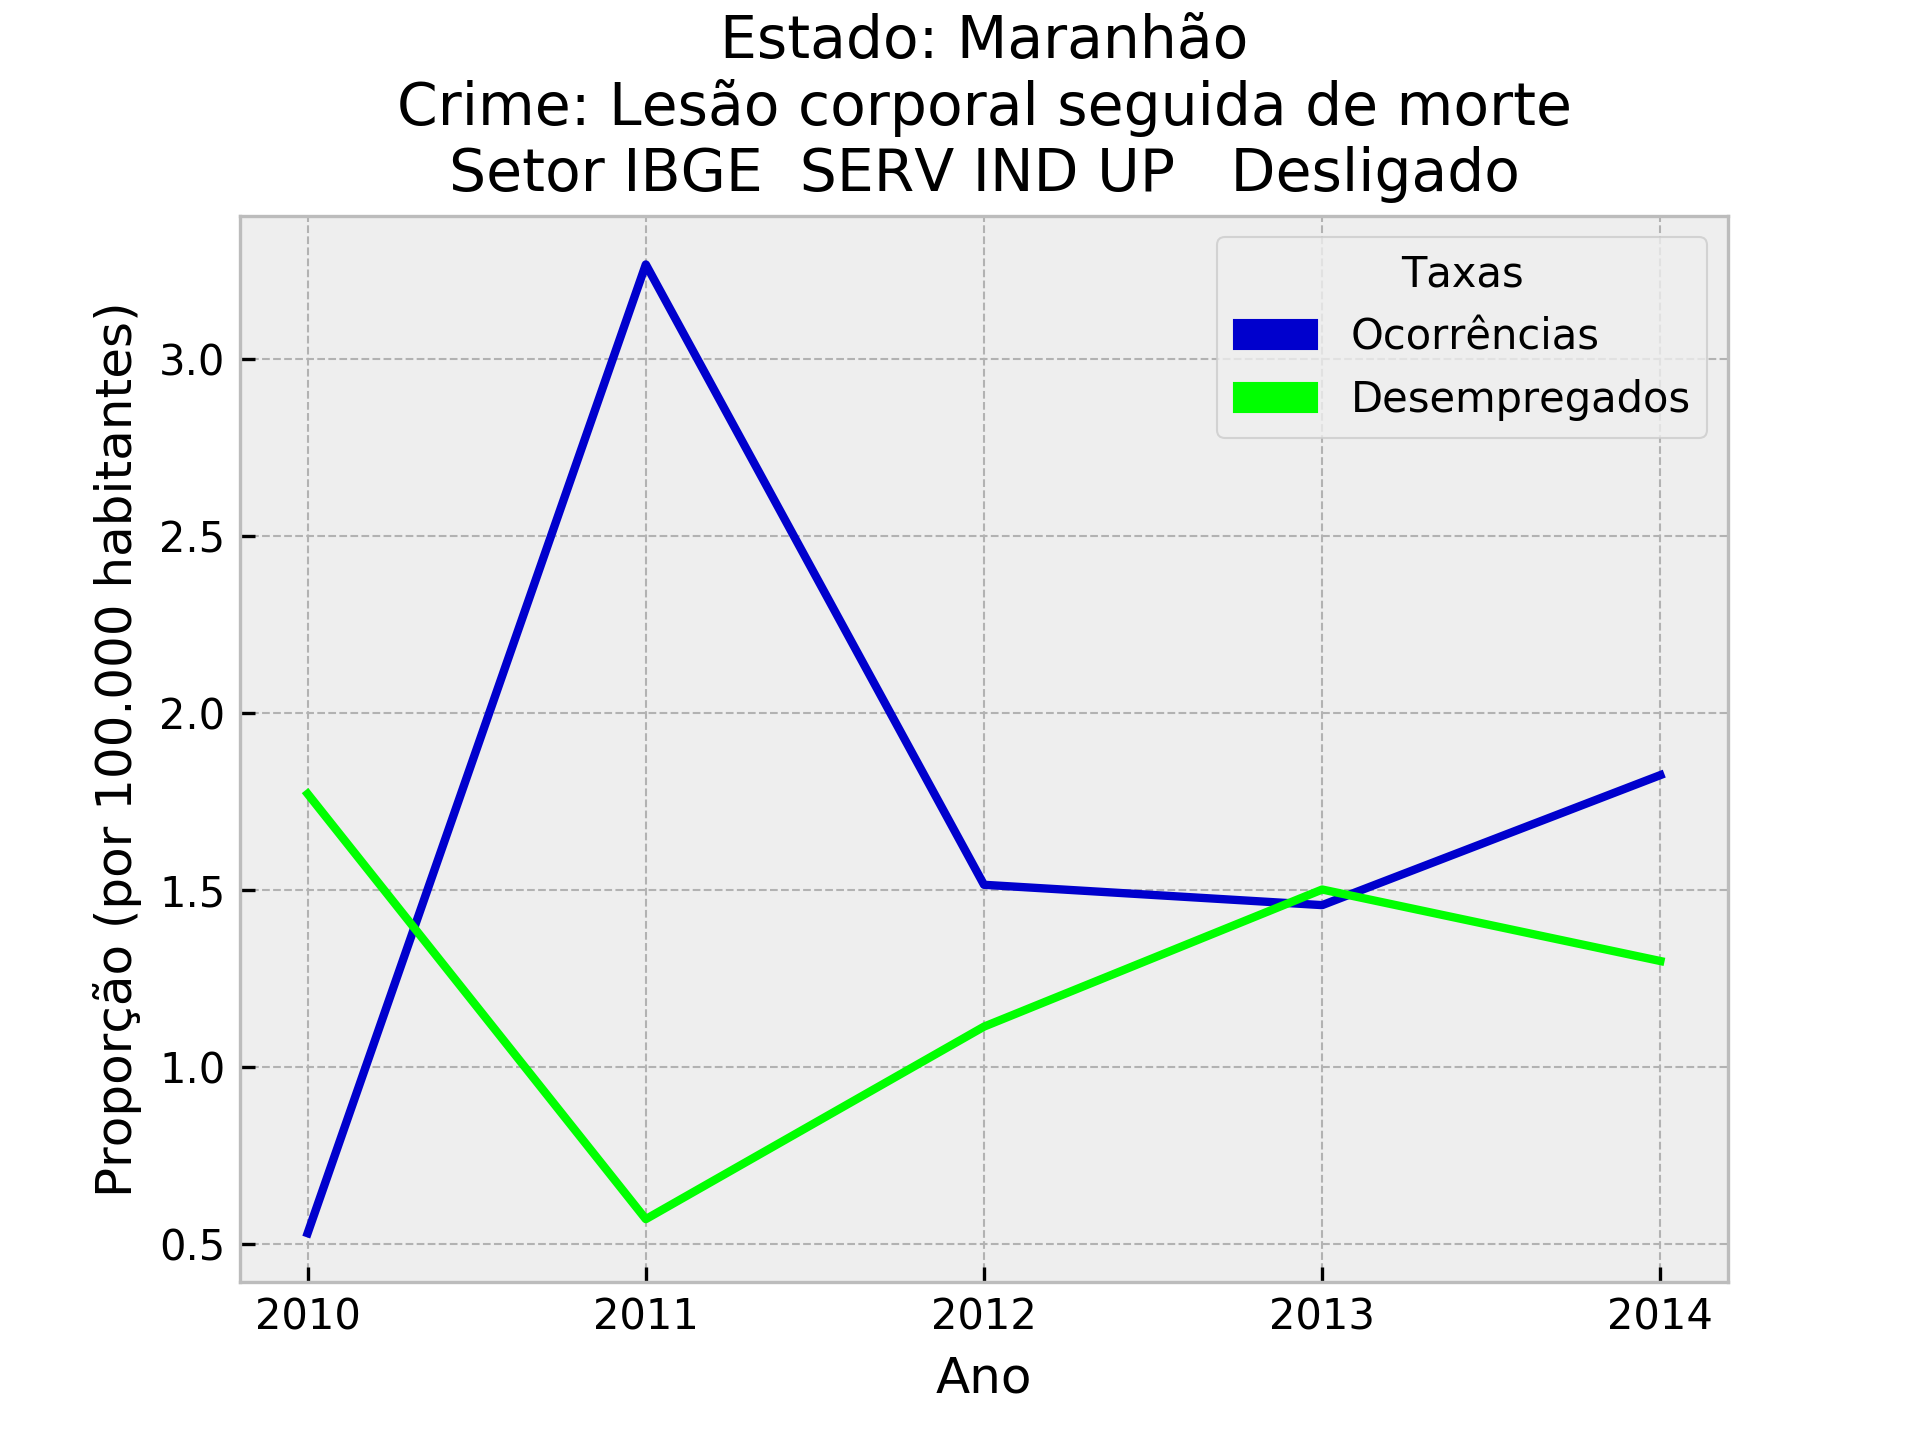 Estado: Maranhão
Crime: Lesão corporal seguida de morte
Setor IBGE  SERV IND UP   Desligado
Proporção (por 100.000 habitantes)
3.0
2.5
2.0
1.5
1.0
0.5
Taxas
Ocorrências
Desempregados
2010 2011 2012 2013 2014
Ano